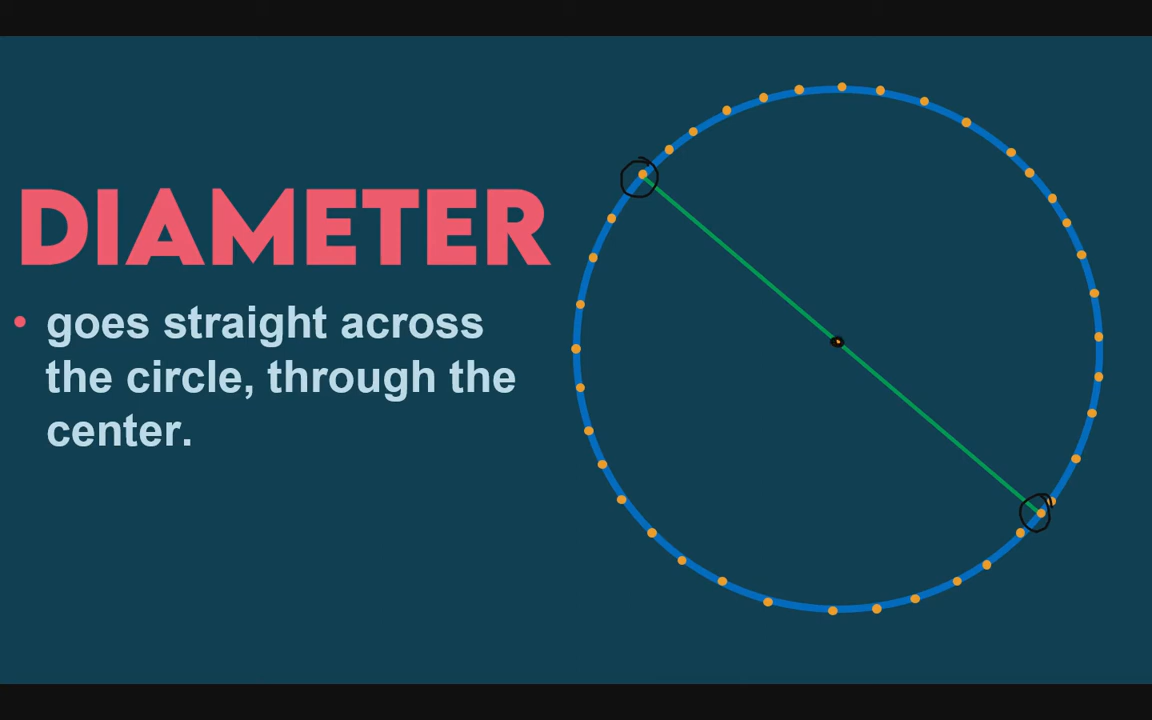 DIAMETER
• goes straight across
the circle, through the
center.